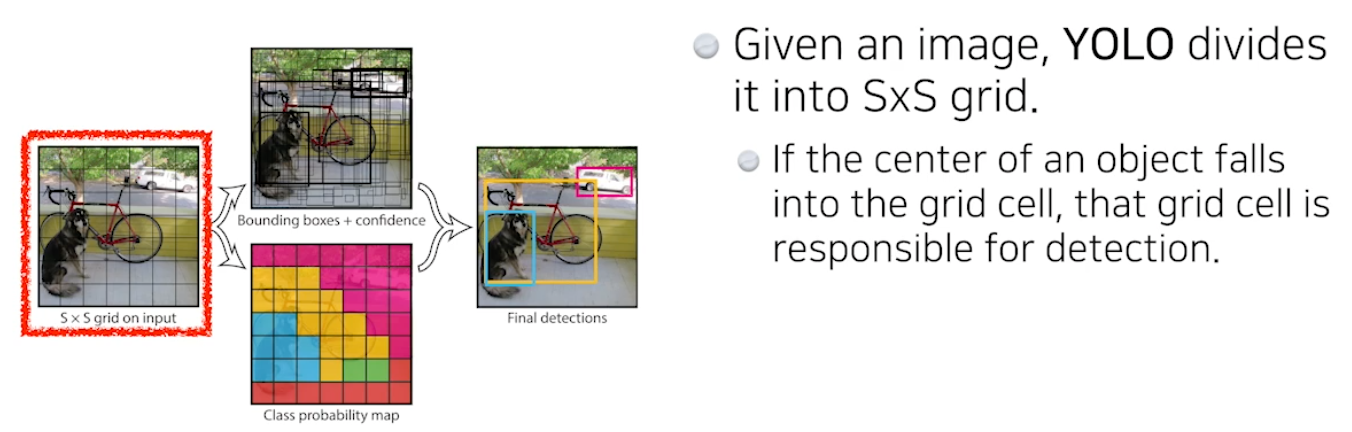 S × S grid on input
Bounding boxes + confidence
Class probability map
Final detections
Given an image, YOLO divides
it into SxS grid.
If the center of an object falls
into the grid cell, that grid cell is
responsible for detection.